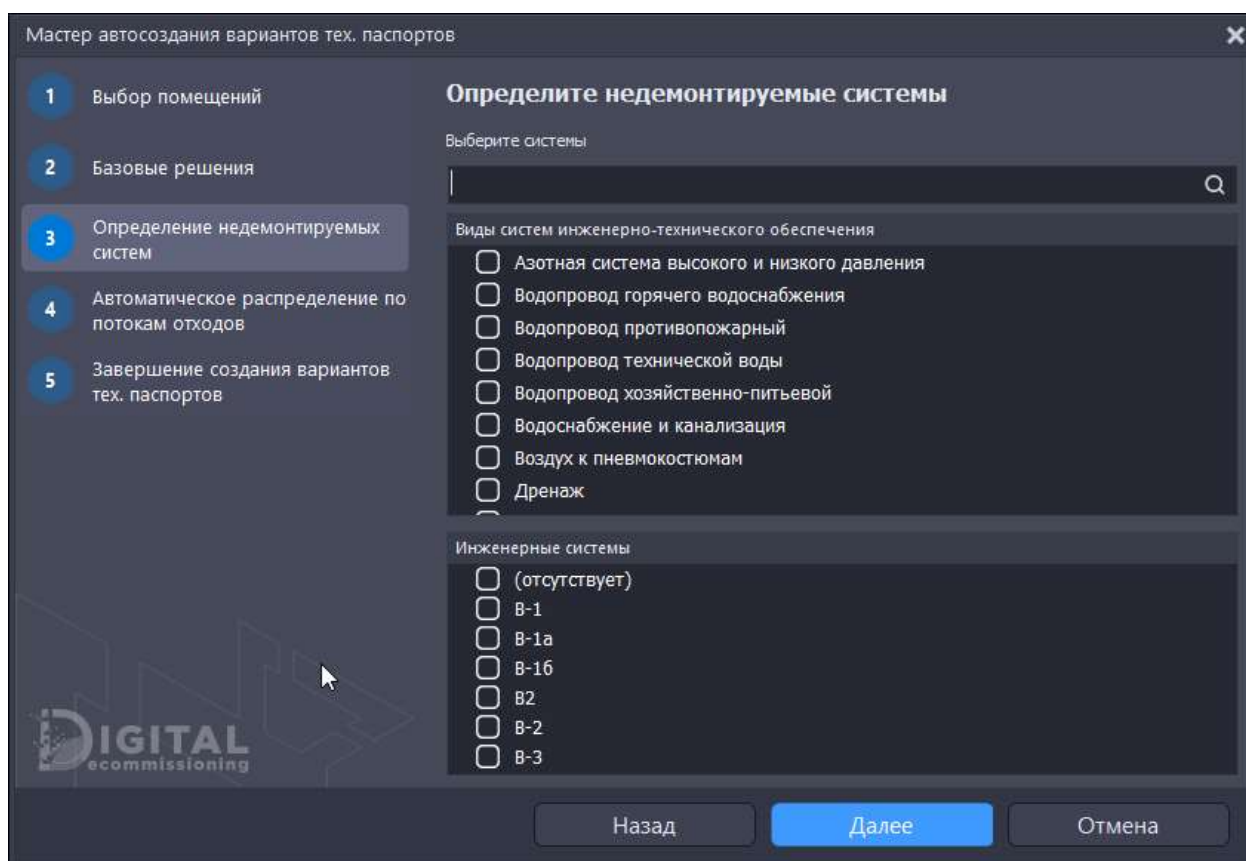 Мастер автосоздания вариантов тех. паспортов
1 Выбор помещений
2 Базовые решения
3 Определение недемонтируемых
систем
4 Автоматическое распределение по
потокам отходов
5 Завершение создания вариантов
тех. паспортов
DIGITAL
ecommissioning
Определите недемонтируемые системы
Выберите системы
Виды систем инженерно-технического обеспечения
Азотная система высокого и низкого давления
Водопровод горячего водоснабжения
Водопровод противопожарный
Водопровод технической воды
Водопровод хозяйственно-питьевой
Водоснабжение и канализация
Воздух к пневмокостюмам
Дренаж
Инженерные системы
(отсутствует)
В-1
В-1а
В-1б
В2
В-2
В-3
Назад
Далее
Отмена